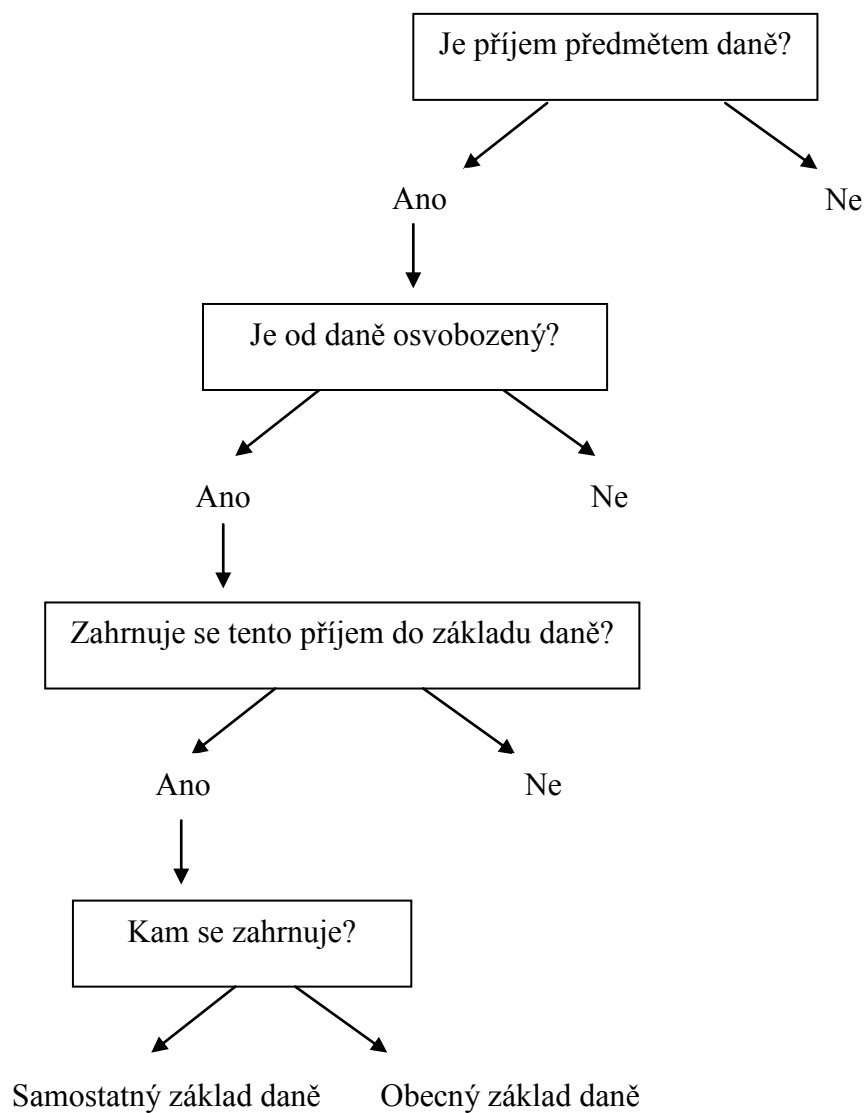 Je příjem předmětem daně?
Ano
Ne
Je od daně osvobozený?
Ano
Ne
Zahrnuje se tento příjem do základu daně?
Ano
Ne
Kam se zahrnuje?
Samostatný základ daně
Obecný základ daně